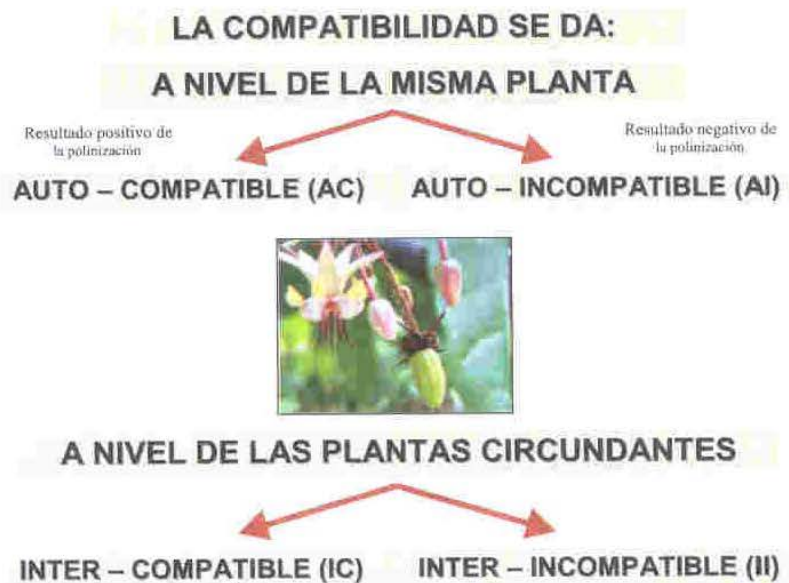 LA COMPATIBILIDAD SE DA:
A NIVEL DE LA MISMA PLANTA
Resultado positivo de
la polinización
Resultado negativo de
la polinización
AUTO – COMPATIBLE (AC)
AUTO – INCOMPATIBLE (AI)
A NIVEL DE LAS PLANTAS CIRCUNDANTES
INTER – COMPATIBLE (IC)
INTER – INCOMPATIBLE (II)